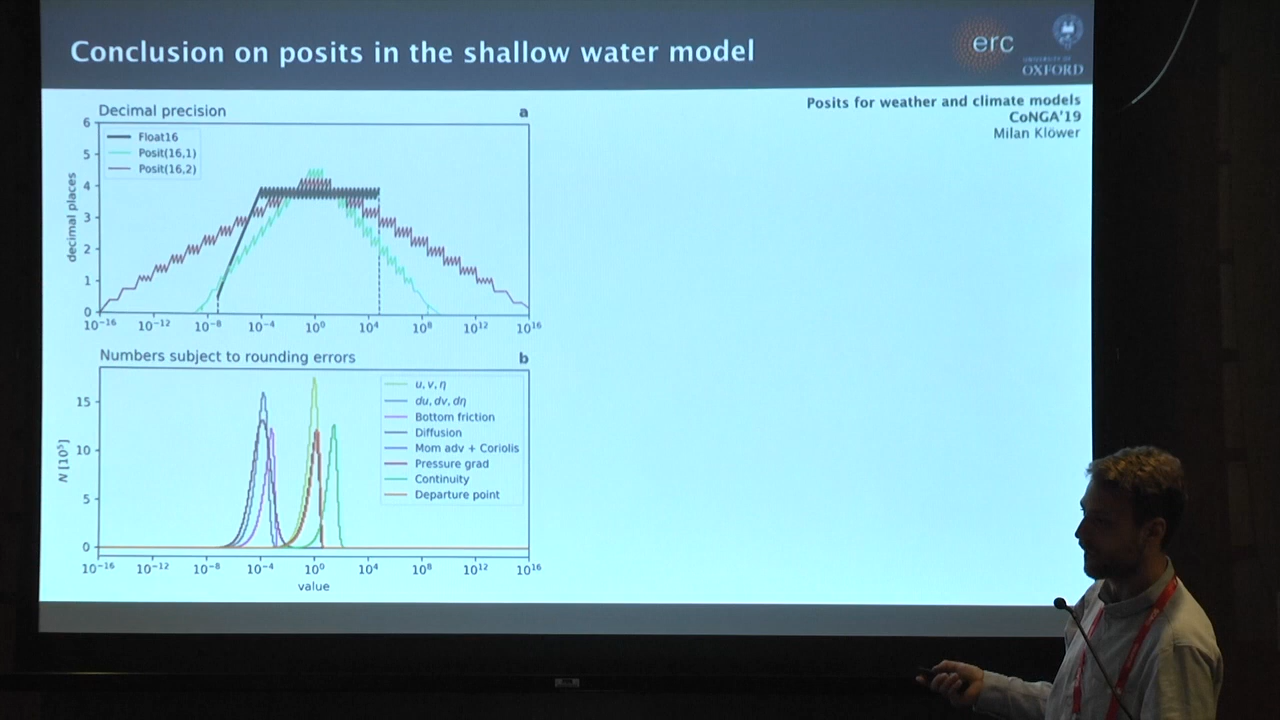 Conclusion on posits in the shallow water model
erc
UNIVERSITY OF
OXFORD
Posits for weather and climate models
CoNGA'19
Milan Klöwer
Decimal precision
a
6
5
4
3
2
1
0
decimal places
Float16
Posit(16,1)
Posit(16,2)
10⁻¹⁶ 10⁻¹² 10⁻⁸ 10⁻⁴ 10⁰ 10⁴ 10⁸ 10¹² 10¹⁶
Numbers subject to rounding errors
b
15
10
5
0
N [10⁵]
u, v, η
du, dv, dη
Bottom friction
Diffusion
Mom adv + Coriolis
Pressure grad
Continuity
Departure point
10⁻¹⁶ 10⁻¹² 10⁻⁸ 10⁻⁴ 10⁰ 10⁴ 10⁸ 10¹² 10¹⁶
value